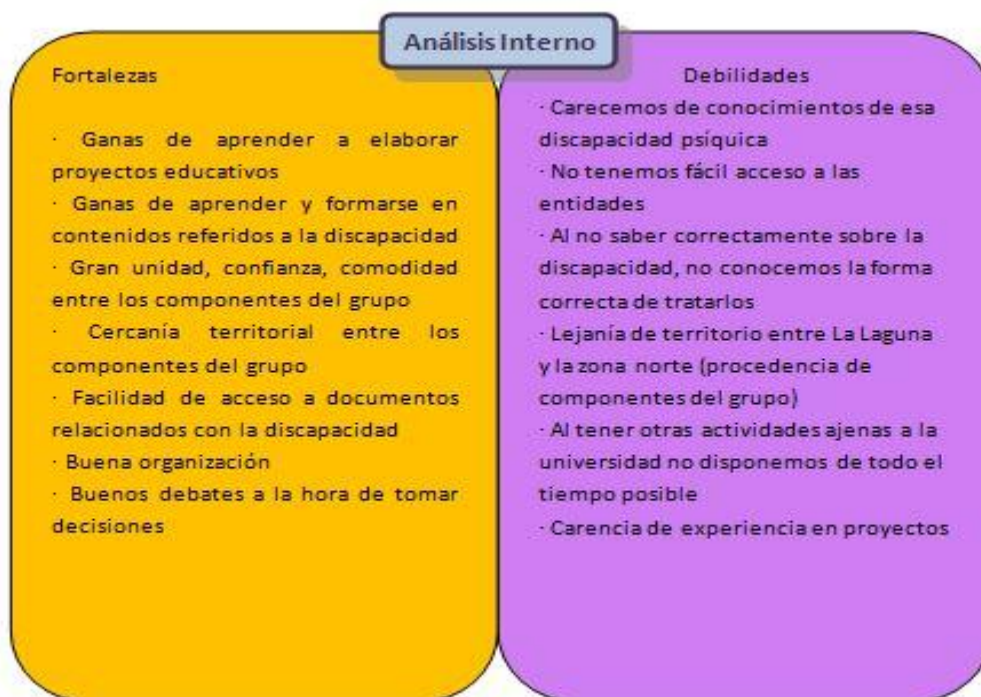 Análisis Interno
Fortalezas
· Ganas de aprender a elaborar
proyectos educativos
· Ganas de aprender y formarse en
contenidos referidos a la discapacidad
· Gran unidad, confianza, comodidad
entre los componentes del grupo
· Cercanía territorial entre los
componentes del grupo
· Facilidad de acceso a documentos
relacionados con la discapacidad
· Buena organización
· Buenos debates a la hora de tomar
decisiones
Debilidades
· Carecemos de conocimientos de esa
discapacidad psíquica
· No tenemos fácil acceso a las
entidades
· Al no saber correctamente sobre la
discapacidad, no conocemos la forma
correcta de tratarlos
· Lejanía de territorio entre La Laguna
y la zona norte (procedencia de
componentes del grupo)
· Al tener otras actividades ajenas a la
universidad no disponemos de todo el
tiempo posible
· Carencia de experiencia en proyectos